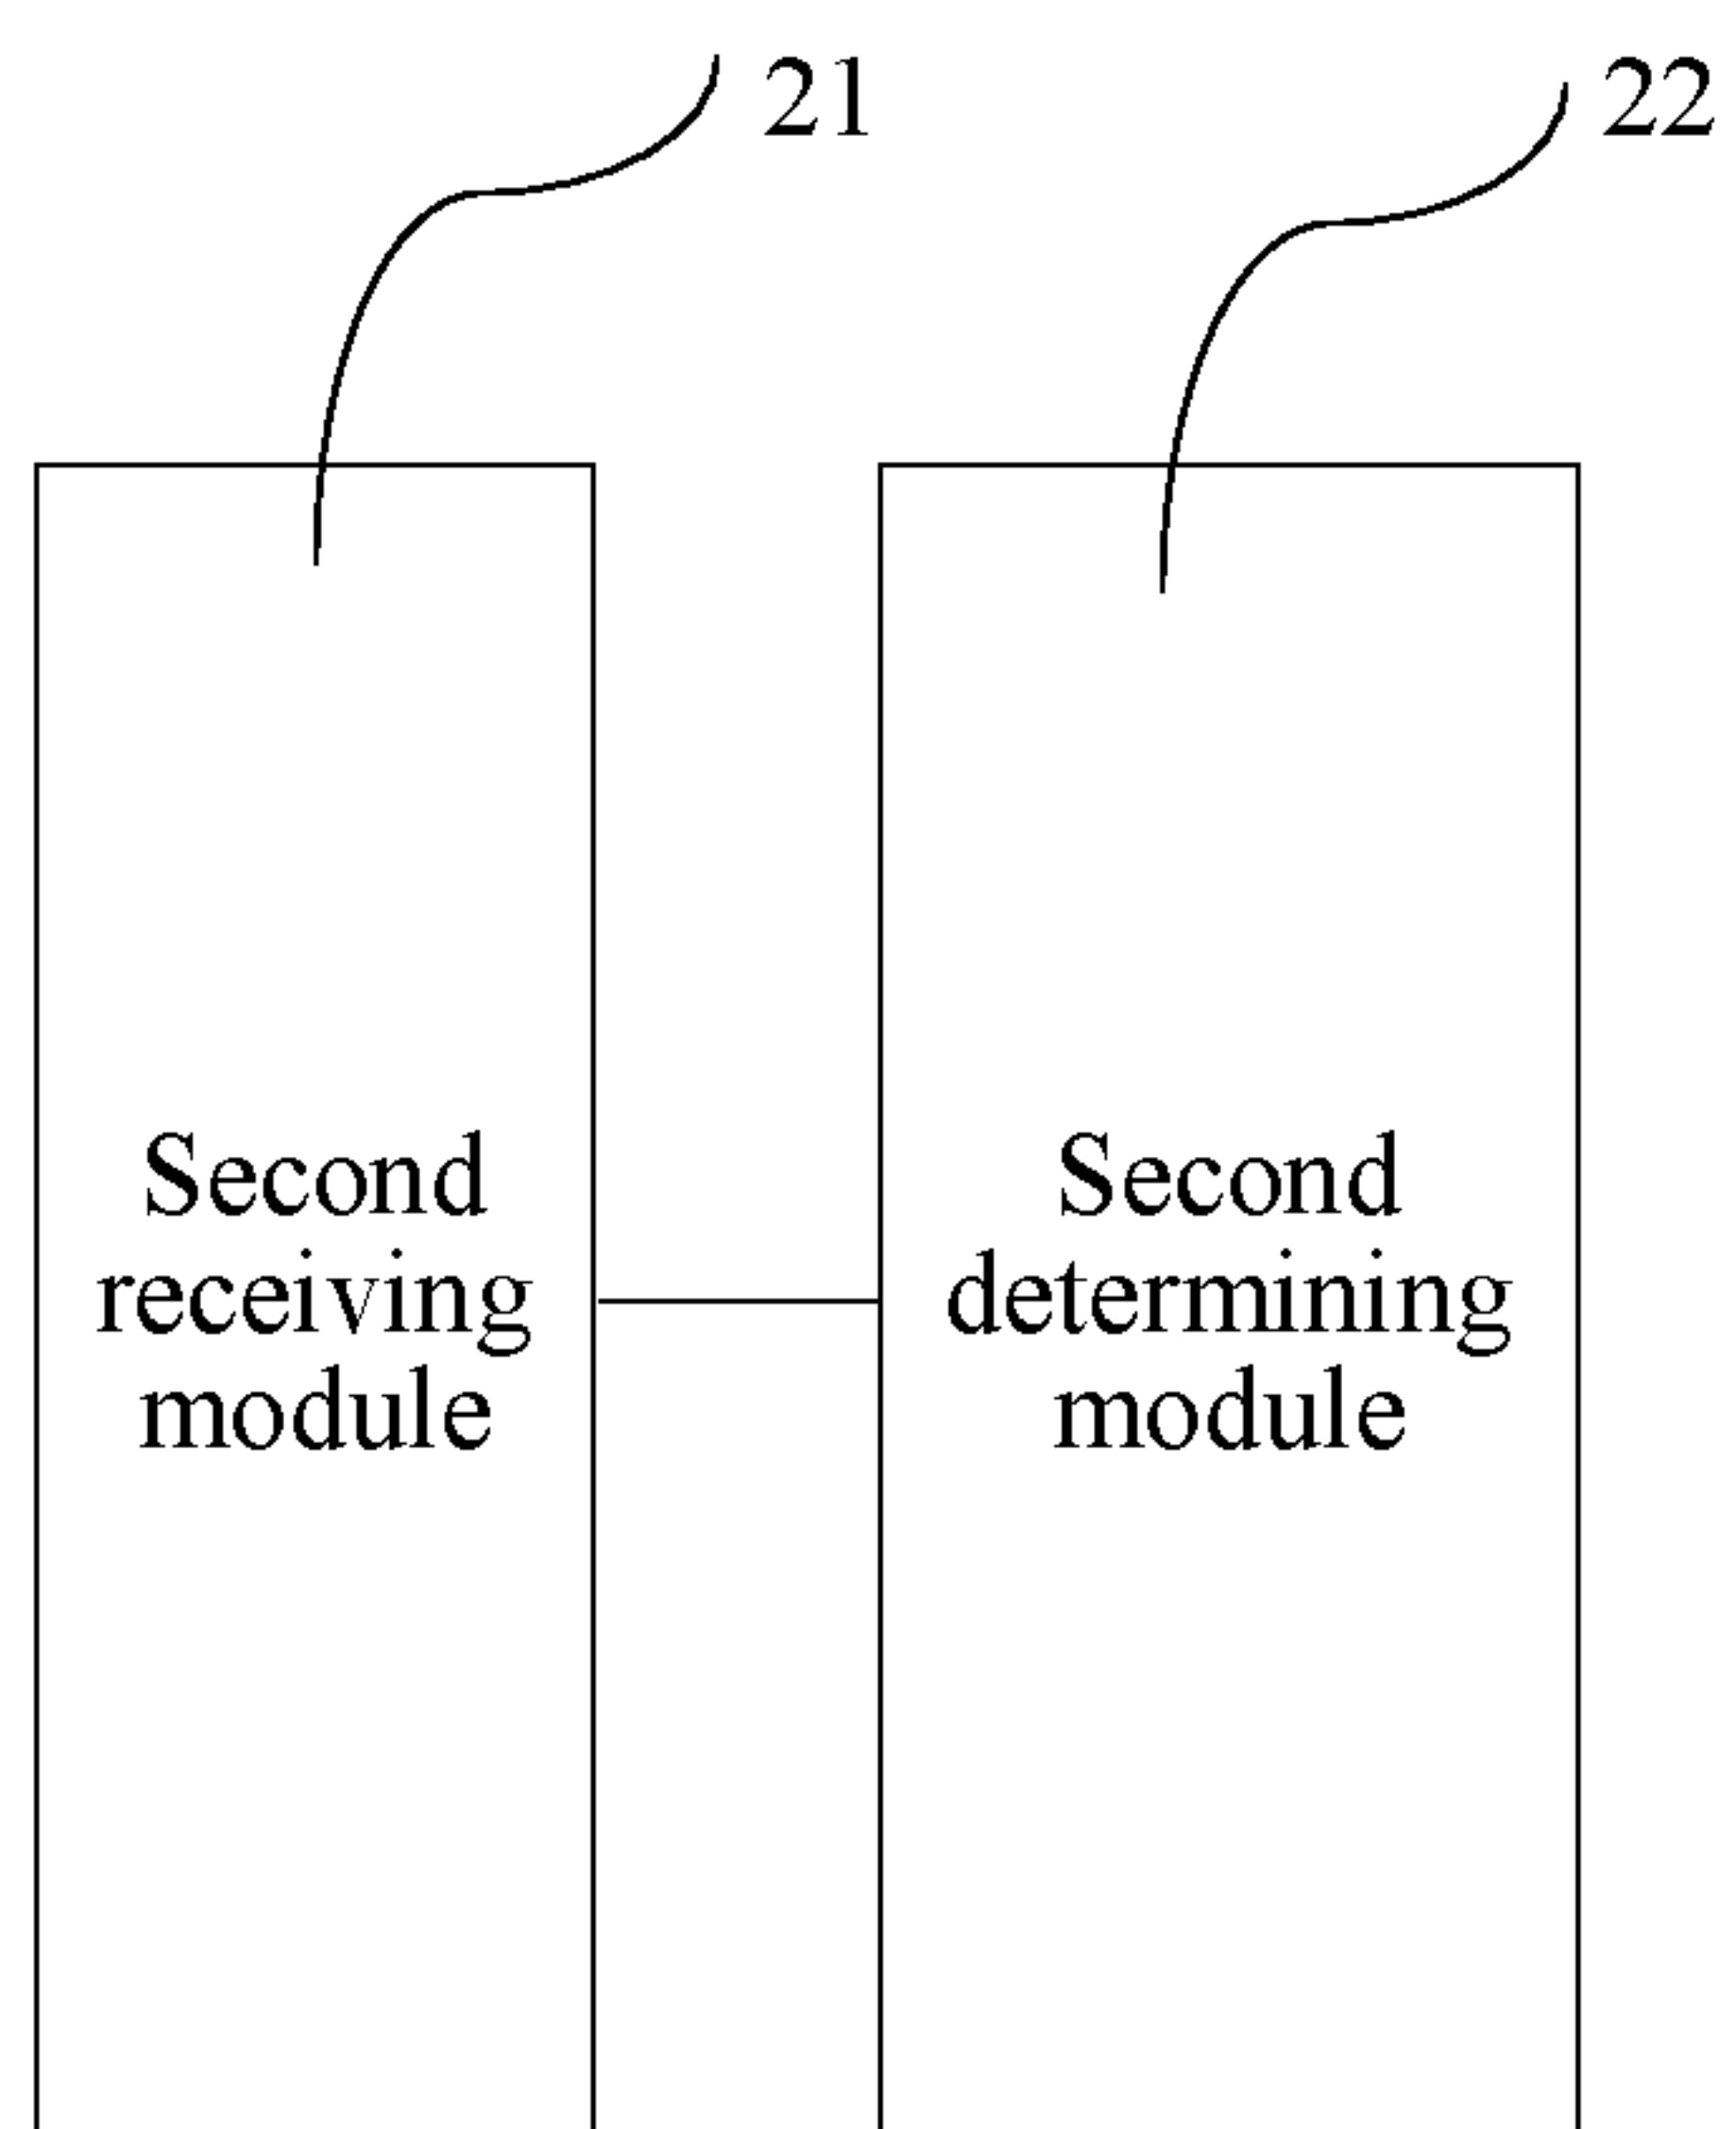 21
22
Second
receiving
module
Second
determining
module